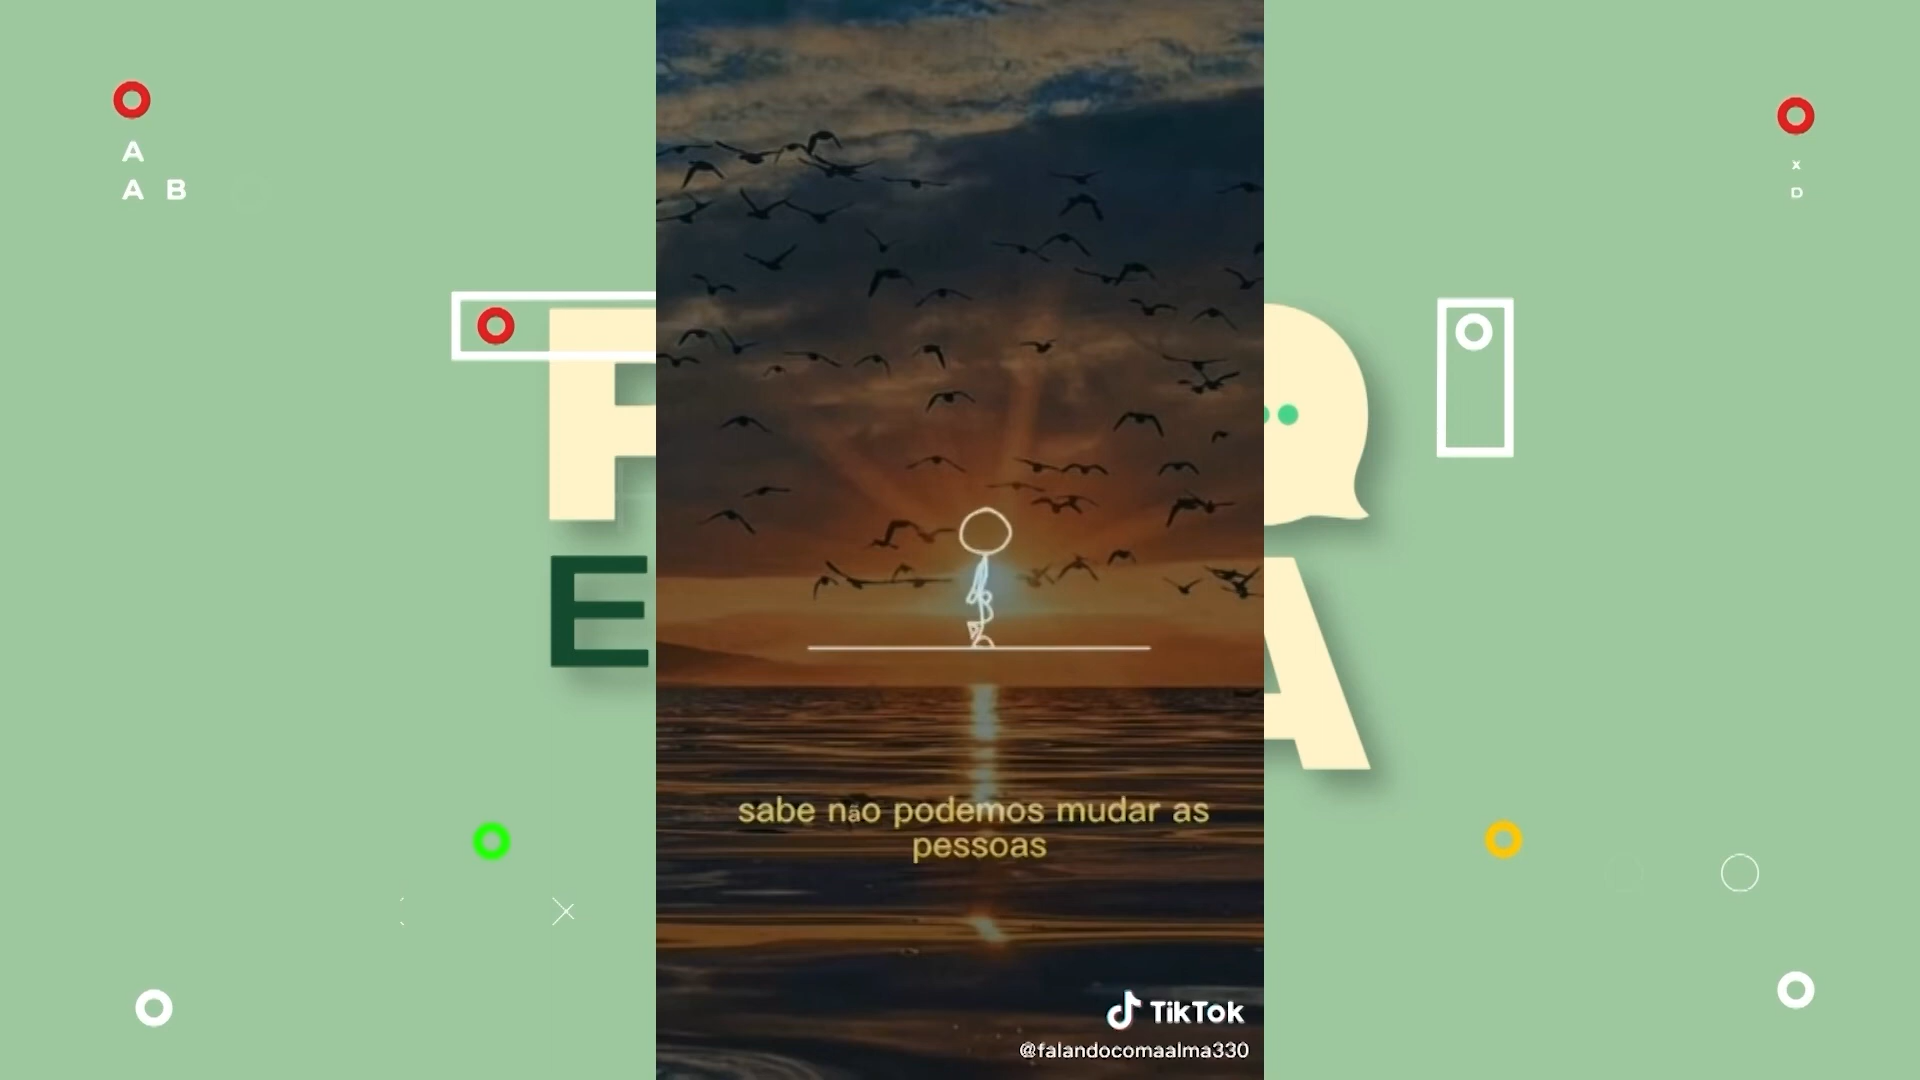 A
A B
x
D
E
A
sabe não podemos mudar as
pessoas
TikTok
@falandocomaalma330